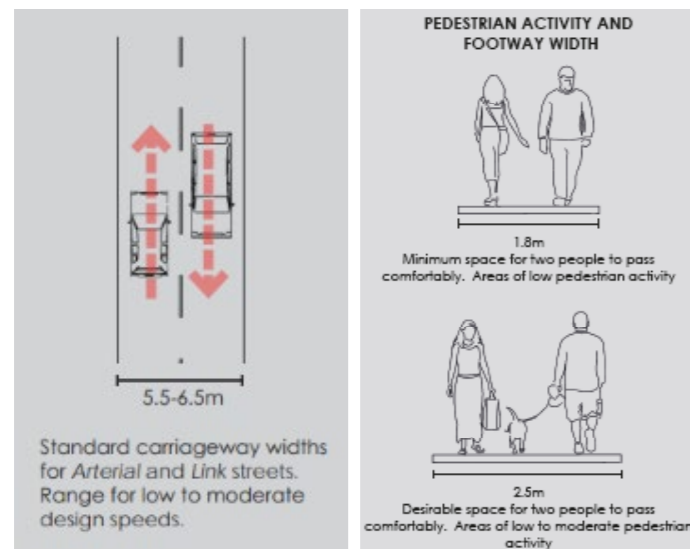 5.5-6.5m
Standard carriageway widths
for Arterial and Link streets.
Range for low to moderate
design speeds.
PEDESTRIAN ACTIVITY AND
FOOTWAY WIDTH
1.8m
Minimum space for two people to pass
comfortably. Areas of low pedestrian activity
2.5m
Desirable space for two people to pass
comfortably. Areas of low to moderate pedestrian
activity